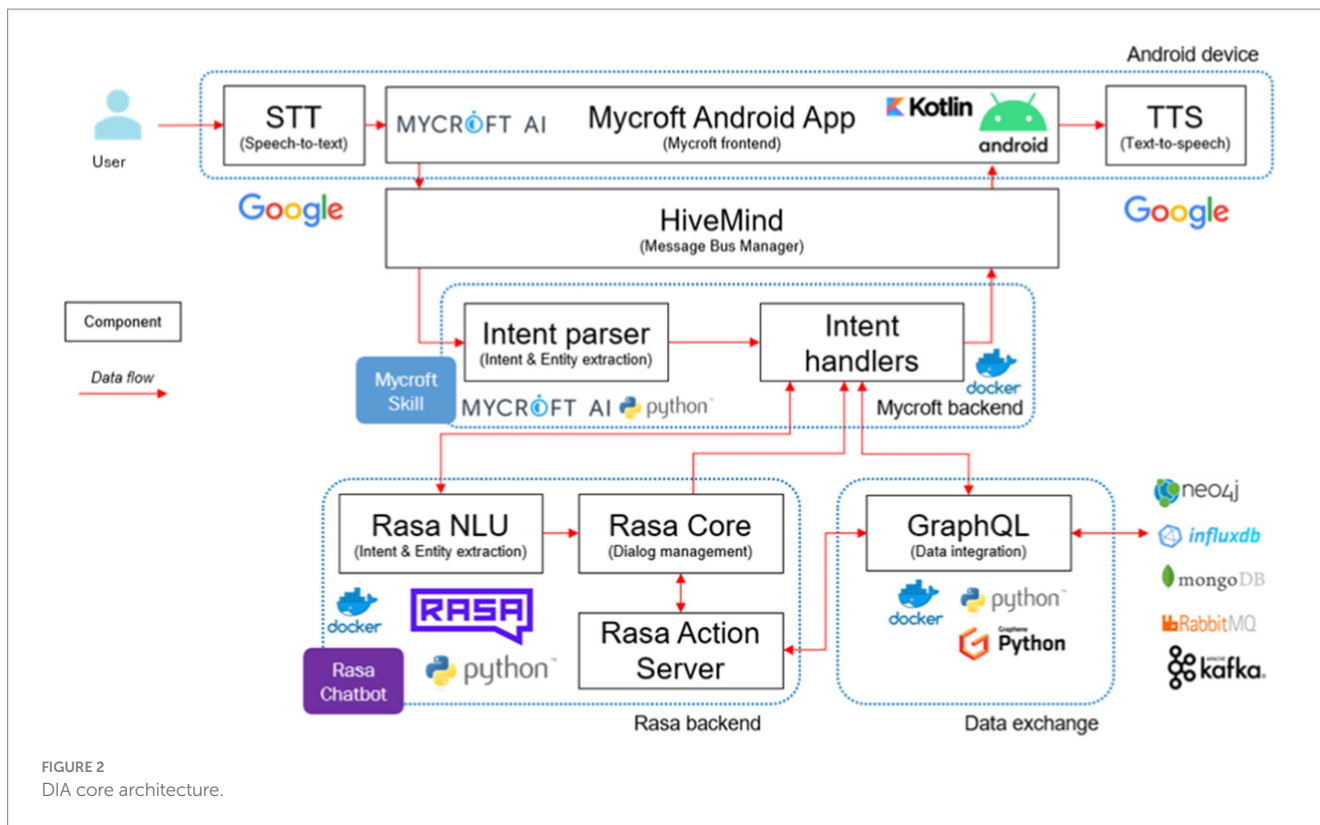 Android device
User
STT
(Speech-to-text)
MYCROFT AI
Mycroft Android App
(Mycroft frontend)
Kotlin
android
TTS
(Text-to-speech)
Google
Google
HiveMind
(Message Bus Manager)
Component
Data flow
Intent parser
(Intent & Entity extraction)
Intent
handlers
Mycroft
Skill
MYCROFT AI
python™
docker
Mycroft backend
Rasa NLU
(Intent & Entity extraction)
Rasa Core
(Dialog management)
docker
RASA
python™
Rasa Action
Server
Rasa
Chatbot
Rasa backend
GraphQL
(Data integration)
docker
python™
Graphene
Python
Data exchange
neo4j
influxdb
mongoDB
RabbitMQ
APACHE
kafka®
FIGURE 2
DIA core architecture.